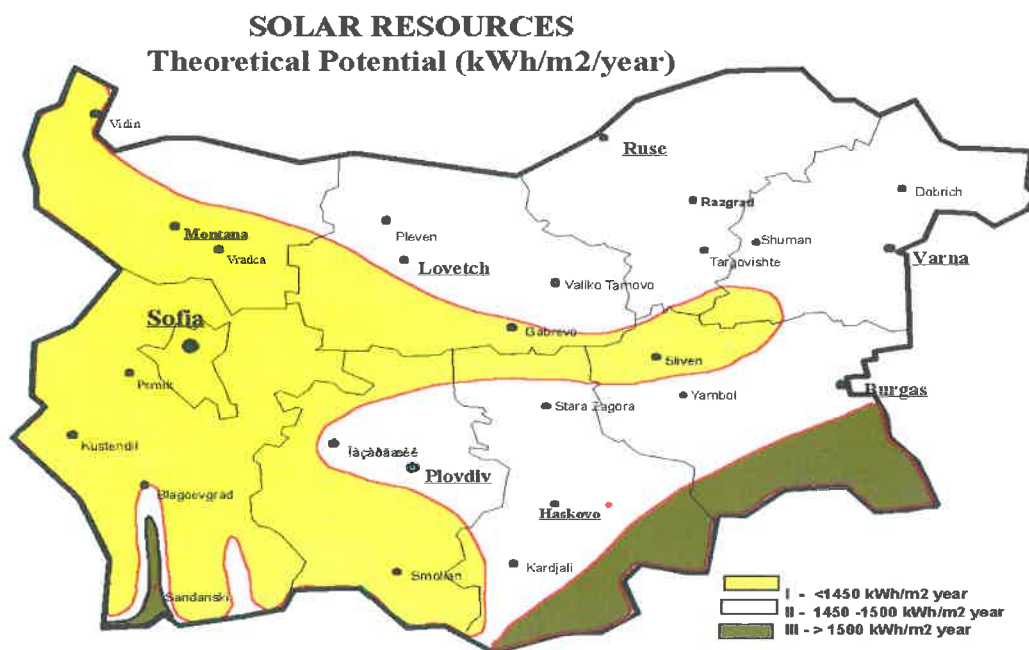 SOLAR RESOURCES
Theoretical Potential (kWh/m2/year)
Vidin
Ruse
Razgrad
Dobrich
Montana
Pleven
Shuman
Vradca
Lovetch
Targovishte
Varna
Valiko Tarnovo
Sofia
Gabrevo
Sliven
Pernik
Burgas
Yambol
Stara Zagora
Kustendil
Ïàçàðäæèê
Plovdiv
Blagoevgrad
Haskovo
Kardjali
Smolian
Sandanski
I - <1450 kWh/m2 year
II - 1450 -1500 kWh/m2 year
III - > 1500 kWh/m2 year